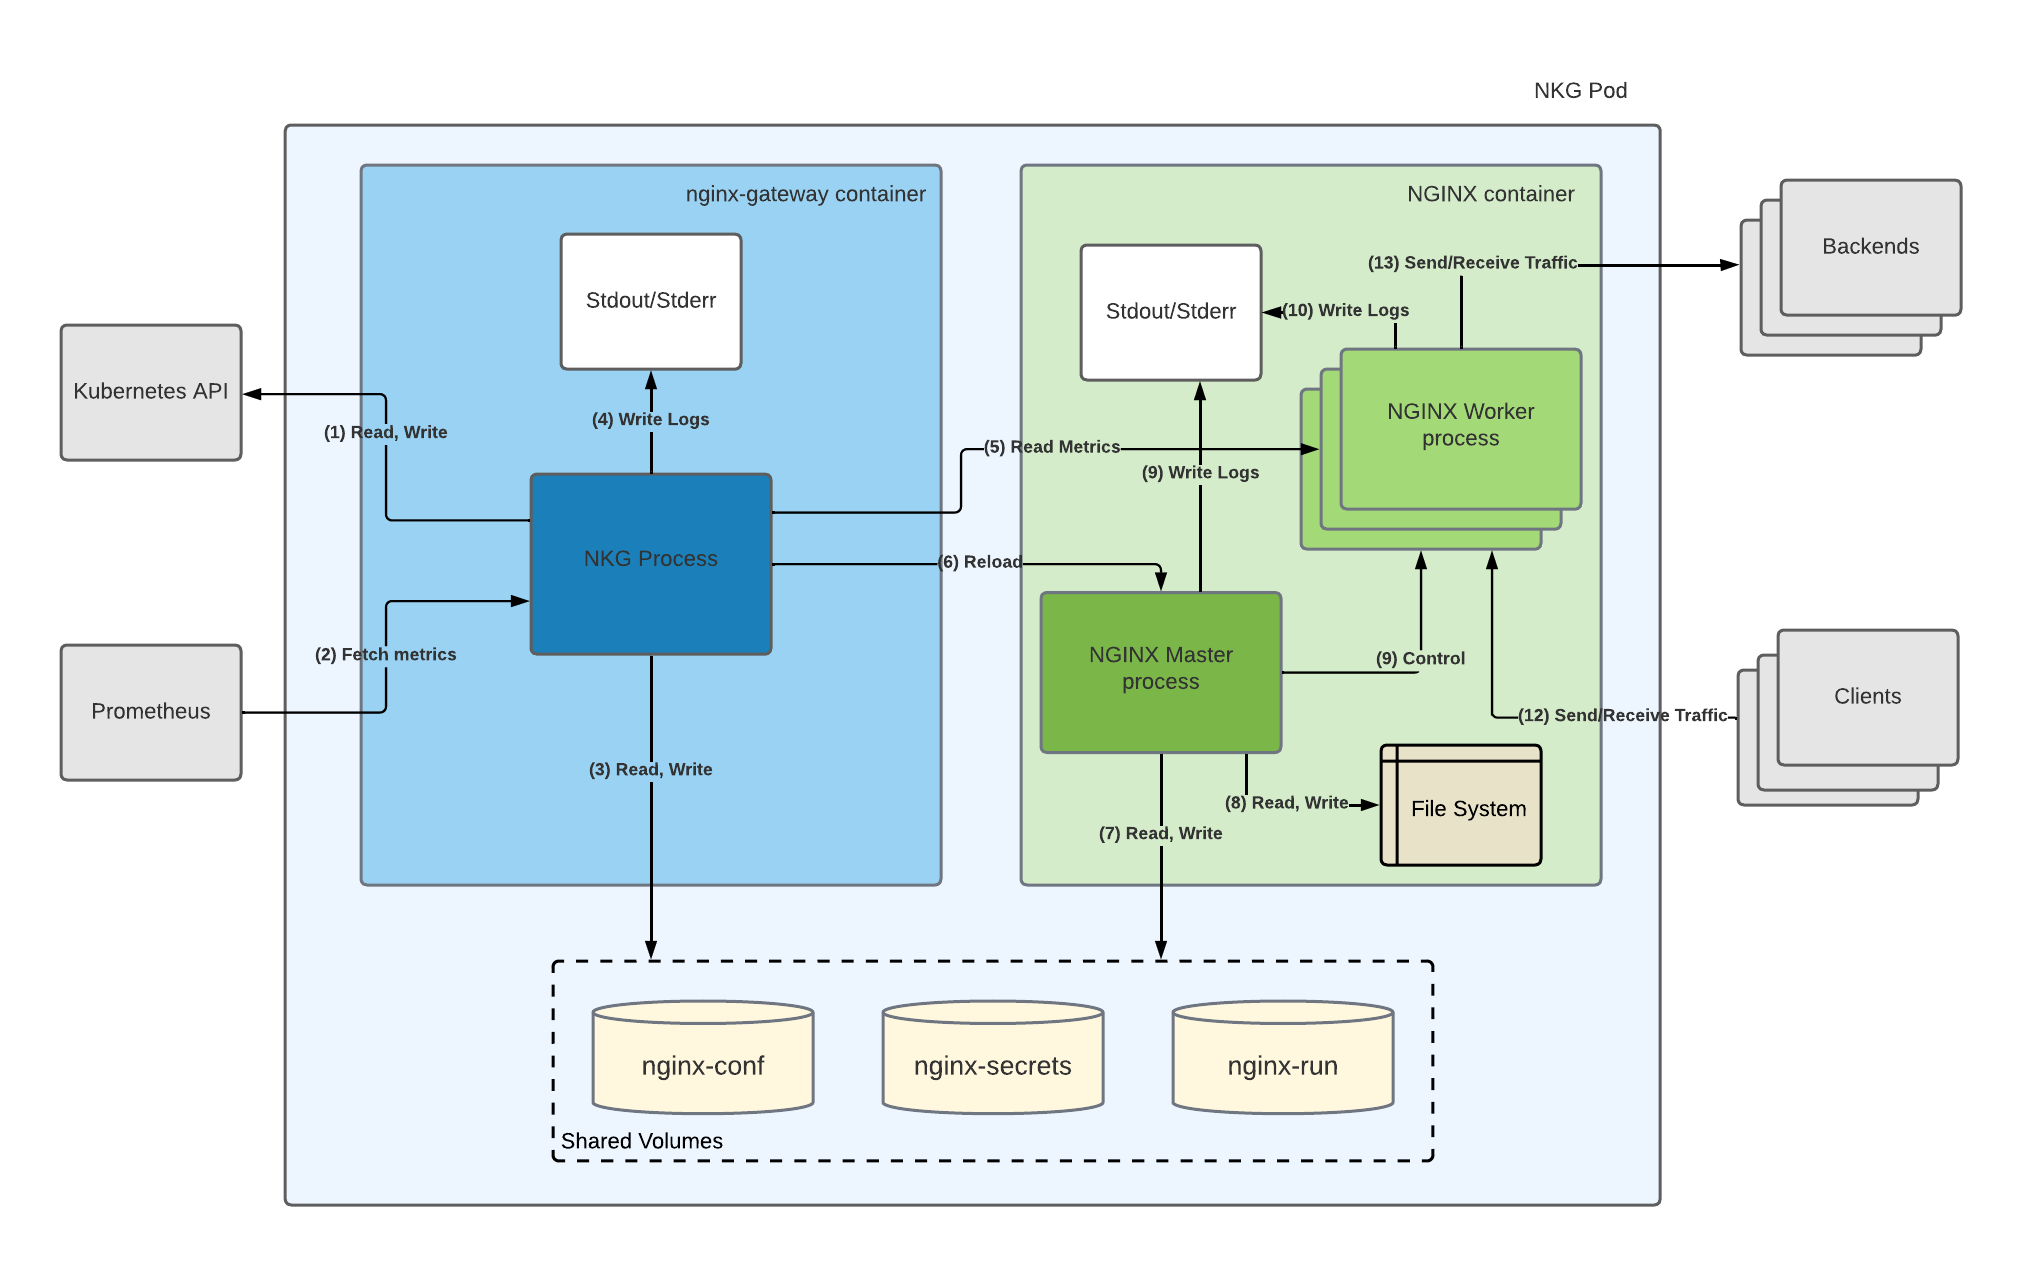 NKG Pod
nginx-gateway container
NGINX container
Stdout/Stderr
Stdout/Stderr
Backends
(13) Send/Receive Traffic
(10) Write Logs
Kubernetes API
(1) Read, Write
(4) Write Logs
NGINX Worker
process
(5) Read Metrics
(9) Write Logs
NKG Process
(6) Reload
(2) Fetch metrics
NGINX Master
process
(9) Control
Prometheus
Clients
(12) Send/Receive Traffic
(3) Read, Write
(8) Read, Write
File System
(7) Read, Write
nginx-conf
nginx-secrets
nginx-run
Shared Volumes